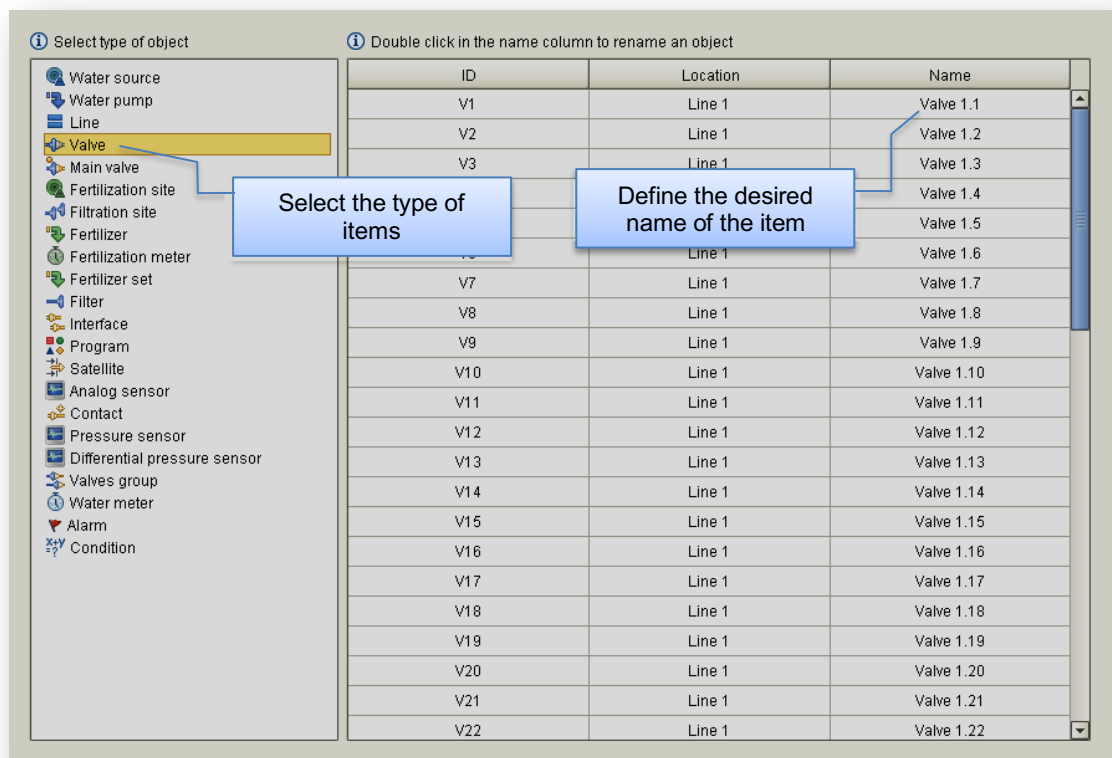 Select type of object
Double click in the name column to rename an object
Water source
Water pump
Line
Valve
Main valve
Fertilization site
Filtration site
Fertilizer
Fertilization meter
Fertilizer set
Filter
Interface
Program
Satellite
Analog sensor
Contact
Pressure sensor
Differential pressure sensor
Valves group
Water meter
Alarm
x+y =? Condition
Select the type of
items
ID Location Name
V1 Line 1 Valve 1.1
V2 Line 1 Valve 1.2
V3 Line 1 Valve 1.3
Valve 1.4
Valve 1.5
Line 1 Valve 1.6
V7 Line 1 Valve 1.7
V8 Line 1 Valve 1.8
V9 Line 1 Valve 1.9
V10 Line 1 Valve 1.10
V11 Line 1 Valve 1.11
V12 Line 1 Valve 1.12
V13 Line 1 Valve 1.13
V14 Line 1 Valve 1.14
V15 Line 1 Valve 1.15
V16 Line 1 Valve 1.16
V17 Line 1 Valve 1.17
V18 Line 1 Valve 1.18
V19 Line 1 Valve 1.19
V20 Line 1 Valve 1.20
V21 Line 1 Valve 1.21
V22 Line 1 Valve 1.22
Define the desired
name of the item